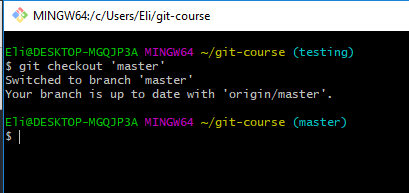 MINGW64:/c/Users/Eli/git-course
Eli@DESKTOP-MGQJP3A MINGW64 ~/git-course (testing)
$ git checkout 'master'
Switched to branch 'master'
Your branch is up to date with 'origin/master'.
Eli@DESKTOP-MGQJP3A MINGW64 ~/git-course (master)
$